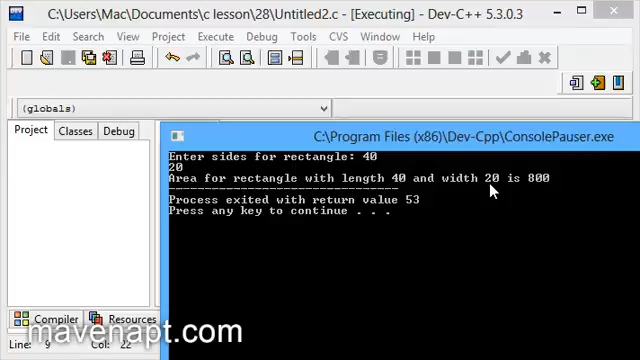 C:\Users\Mac\Documents\c lesson\28\Untitled2.c - [Executing] - Dev-C++ 5.3.0.3
File Edit Search View Project Execute Debug Tools CVS Window Help
(globals)
Project Classes Debug
C:\Program Files (x86)\Dev-Cpp\ConsolePauser.exe
Enter sides for rectangle: 40
20
Area for rectangle with length 40 and width 20 is 800
--------------------------------
Process exited with return value 53
Press any key to continue . . .
Compiler Resources
mavenapt.com
Line: 9 Col: 22